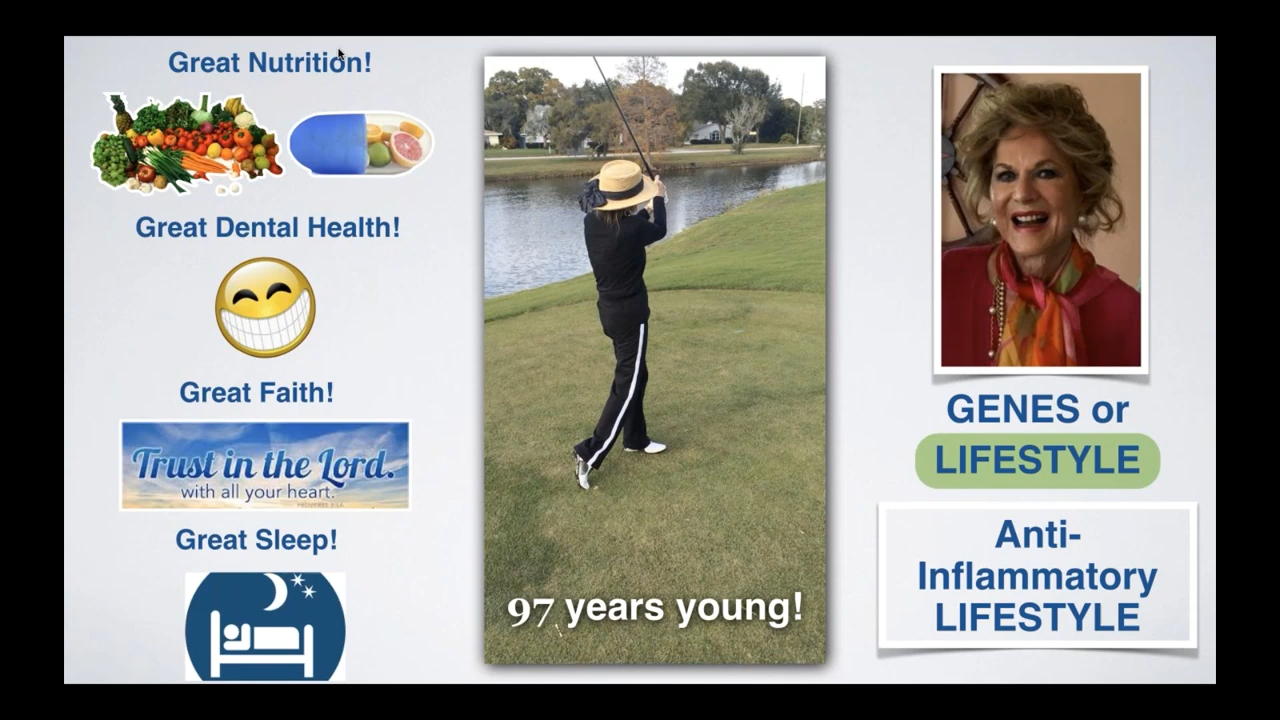 Great Nutrition!
Great Dental Health!
Great Faith!
Trust in the Lord.
with all your heart.
Great Sleep!
97 years young!
GENES or
LIFESTYLE
Anti-
Inflammatory
LIFESTYLE